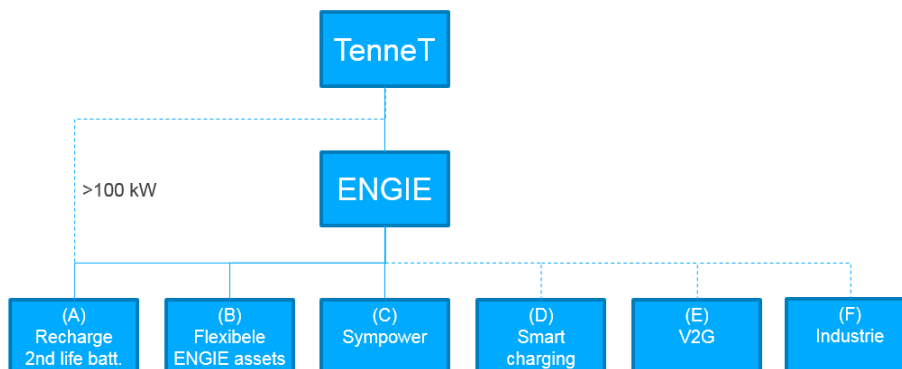 TenneT
>100 kW
ENGIE
(A)
Recharge
2nd life batt.
(B)
Flexibele
ENGIE assets
(C)
Sympower
(D)
Smart
charging
(E)
V2G
(F)
Industrie